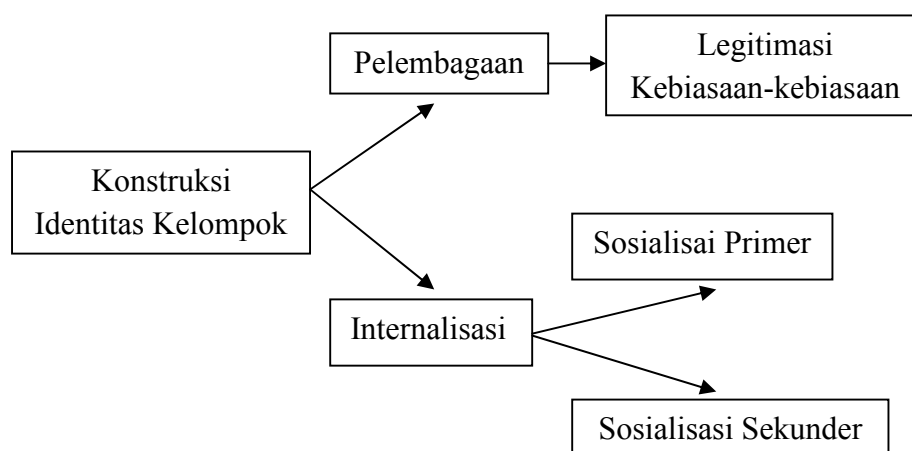 Pelembagaan
Legitimasi
Kebiasaan-kebiasaan
Konstruksi
Identitas Kelompok
Sosialisai Primer
Internalisasi
Sosialisasi Sekunder